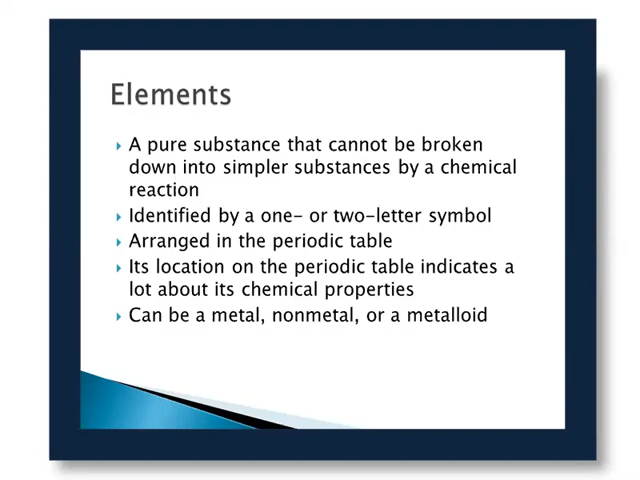 Elements
A pure substance that cannot be broken
down into simpler substances by a chemical
reaction
Identified by a one- or two-letter symbol
Arranged in the periodic table
Its location on the periodic table indicates a
lot about its chemical properties
Can be a metal, nonmetal, or a metalloid